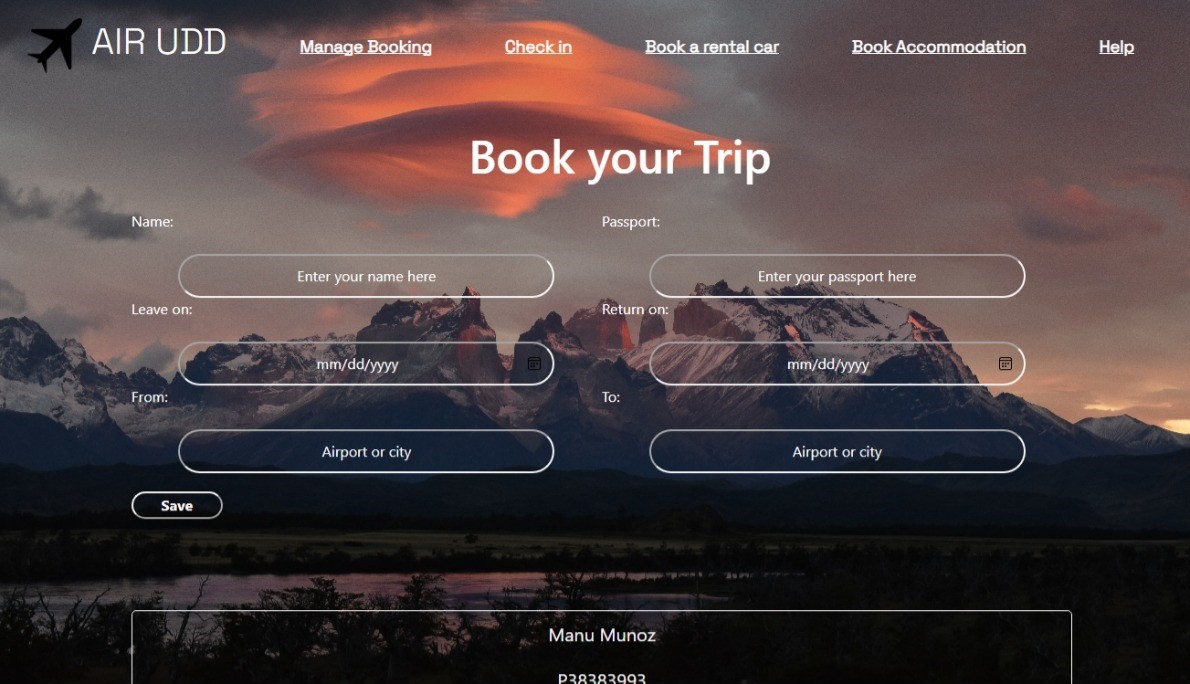 AIR UDD
Manage Booking
Check in
Book a rental car
Book Accommodation
Help
Book your Trip
Name:
Passport:
Enter your name here
Enter your passport here
Leave on:
Return on:
mm/dd/yyyy
mm/dd/yyyy
From:
To:
Airport or city
Airport or city
Save
Manu Munoz
P38383993